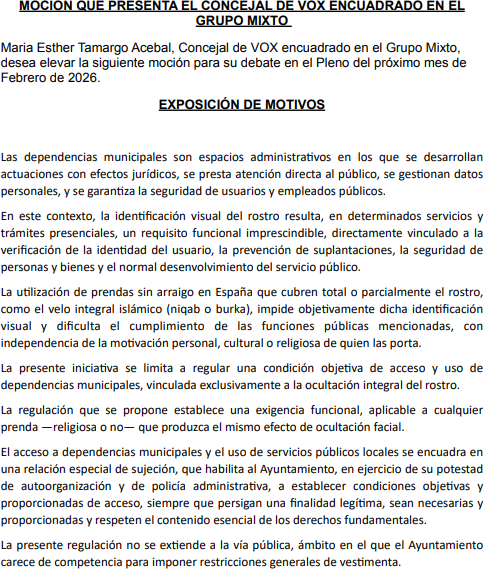 MOCIÓN QUE PRESENTA EL CONCEJAL DE VOX ENCUADRADO EN EL
GRUPO MIXTO
Maria Esther Tamargo Acebal, Concejal de VOX encuadrado en el Grupo Mixto,
desea elevar la siguiente moción para su debate en el Pleno del próximo mes de
Febrero de 2026.
EXPOSICIÓN DE MOTIVOS
Las dependencias municipales son espacios administrativos en los que se desarrollan
actuaciones con efectos jurídicos, se presta atención directa al público, se gestionan datos
personales, y se garantiza la seguridad de usuarios y empleados públicos.
En este contexto, la identificación visual del rostro resulta, en determinados servicios y
trámites presenciales, un requisito funcional imprescindible, directamente vinculado a la
verificación de la identidad del usuario, la prevención de suplantaciones, la seguridad de
personas y bienes y el normal desenvolvimiento del servicio público.
La utilización de prendas sin arraigo en España que cubren total o parcialmente el rostro,
como el velo integral islámico (niqab o burka), impide objetivamente dicha identificación
visual y dificulta el cumplimiento de las funciones públicas mencionadas, con
independencia de la motivación personal, cultural o religiosa de quien las porta.
La presente iniciativa se limita a regular una condición objetiva de acceso y uso de
dependencias municipales, vinculada exclusivamente a la ocultación integral del rostro.
La regulación que se propone establece una exigencia funcional, aplicable a cualquier
prenda —religiosa o no— que produzca el mismo efecto de ocultación facial.
El acceso a dependencias municipales y el uso de servicios públicos locales se encuadra en
una relación especial de sujeción, que habilita al Ayuntamiento, en ejercicio de su potestad
de autoorganización y de policía administrativa, a establecer condiciones objetivas y
proporcionadas de acceso, siempre que persigan una finalidad legítima, sean necesarias y
proporcionadas y respeten el contenido esencial de los derechos fundamentales.
La presente regulación no se extiende a la vía pública, ámbito en el que el Ayuntamiento
carece de competencia para imponer restricciones generales de vestimenta.